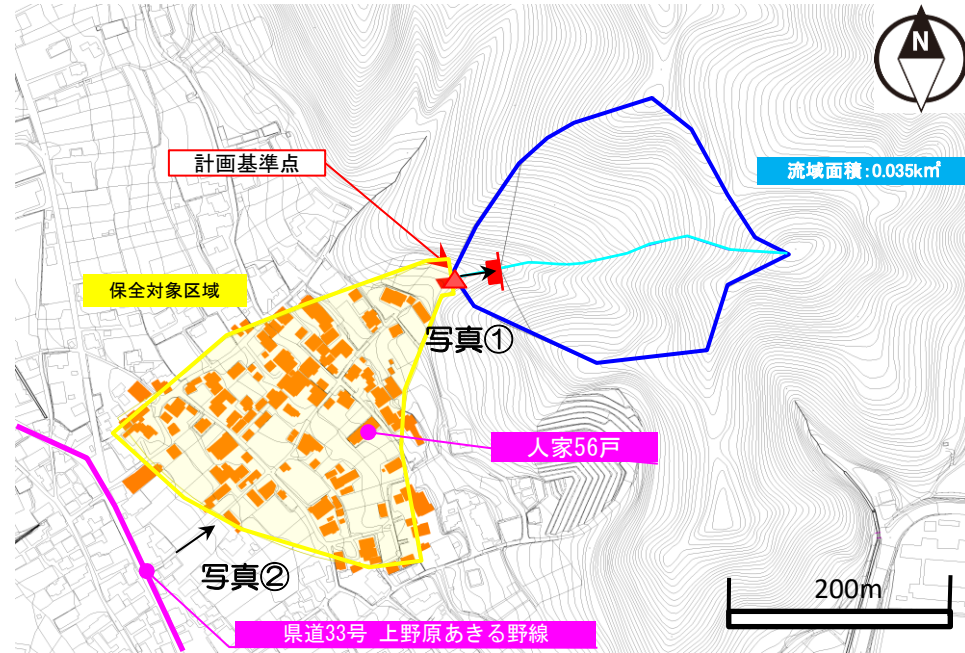 N
計画基準点
流域面積:0.035k㎡
保全対象区域
写真①
人家56戸
写真②
200m
県道33号 上野原あきる野線